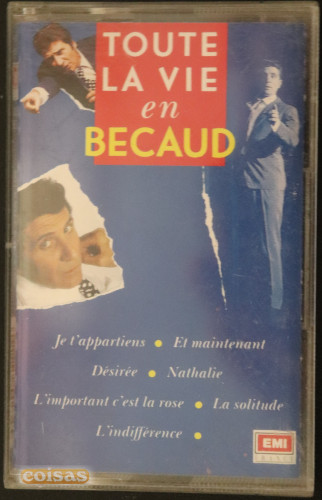 TOUTE
LA VIE
en
BECAUD
Je t'appartiens • Et maintenant
Désirée • Nathalie
L'important c'est la rose • La solitude
L'indifférence •
EMI
FRANCE
coisas